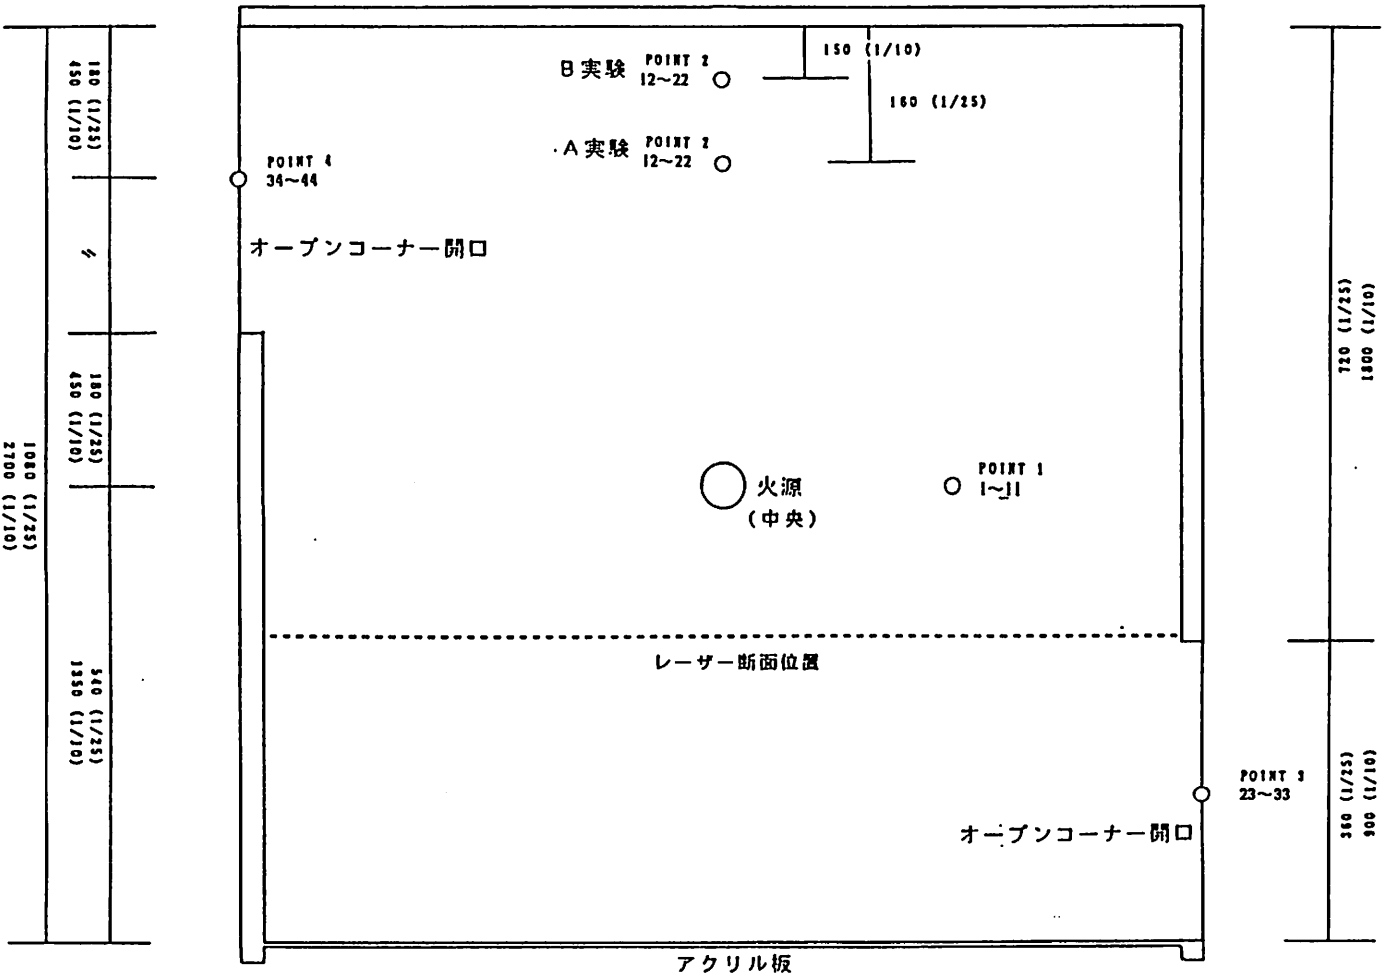 150 (1/10)
B実験 POINT 2
12〜22
160 (1/25)
A実験 POINT 2
12〜22
180 (1/25)
450 (1/10)
POINT 4
34〜44
オープンコーナー開口
〃
720 (1/25)
1800 (1/10)
180 (1/25)
450 (1/10)
1080 (1/25)
2700 (1/10)
火源
(中央)
POINT 1
1〜11
レーザー断面位置
540 (1/25)
1350 (1/10)
POINT 3
23〜33
360 (1/25)
900 (1/10)
オープンコーナー開口
アクリル板